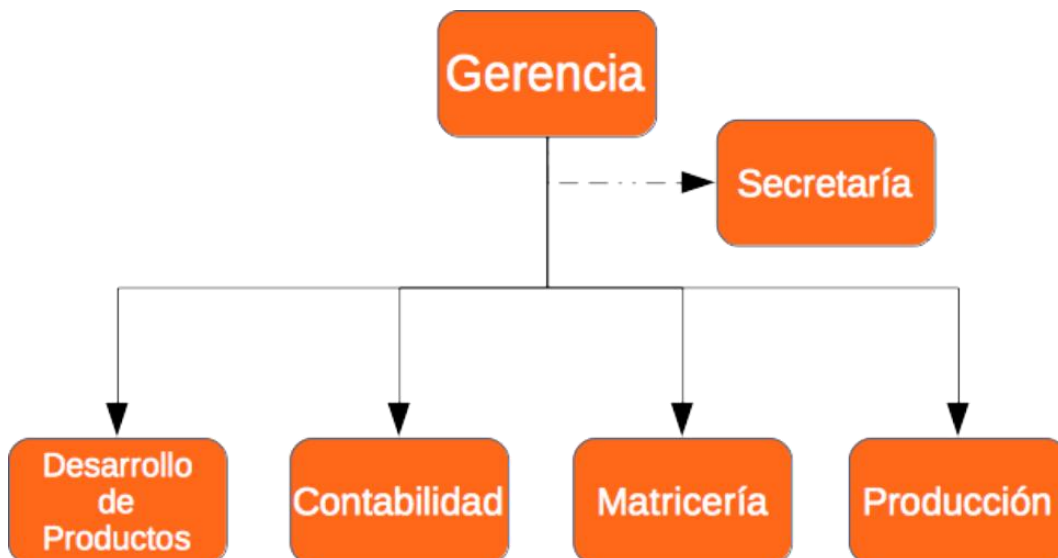 Gerencia
Secretaría
Desarrollo
de
Productos
Contabilidad
Matricería
Producción